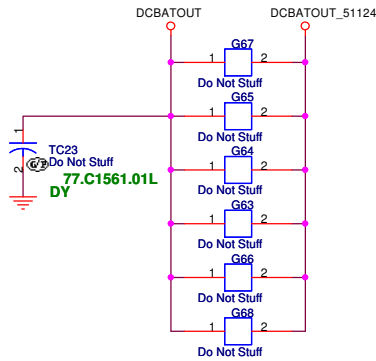 DCBATOUT
DCBATOUT_51124
G67
1
2
Do Not Stuff
G65
1
2
Do Not Stuff
1
TC23
Do Not Stuff
2
77.C1561.01L
DY
G64
1
2
Do Not Stuff
G63
1
2
Do Not Stuff
G66
1
2
Do Not Stuff
G68
1
2
Do Not Stuff